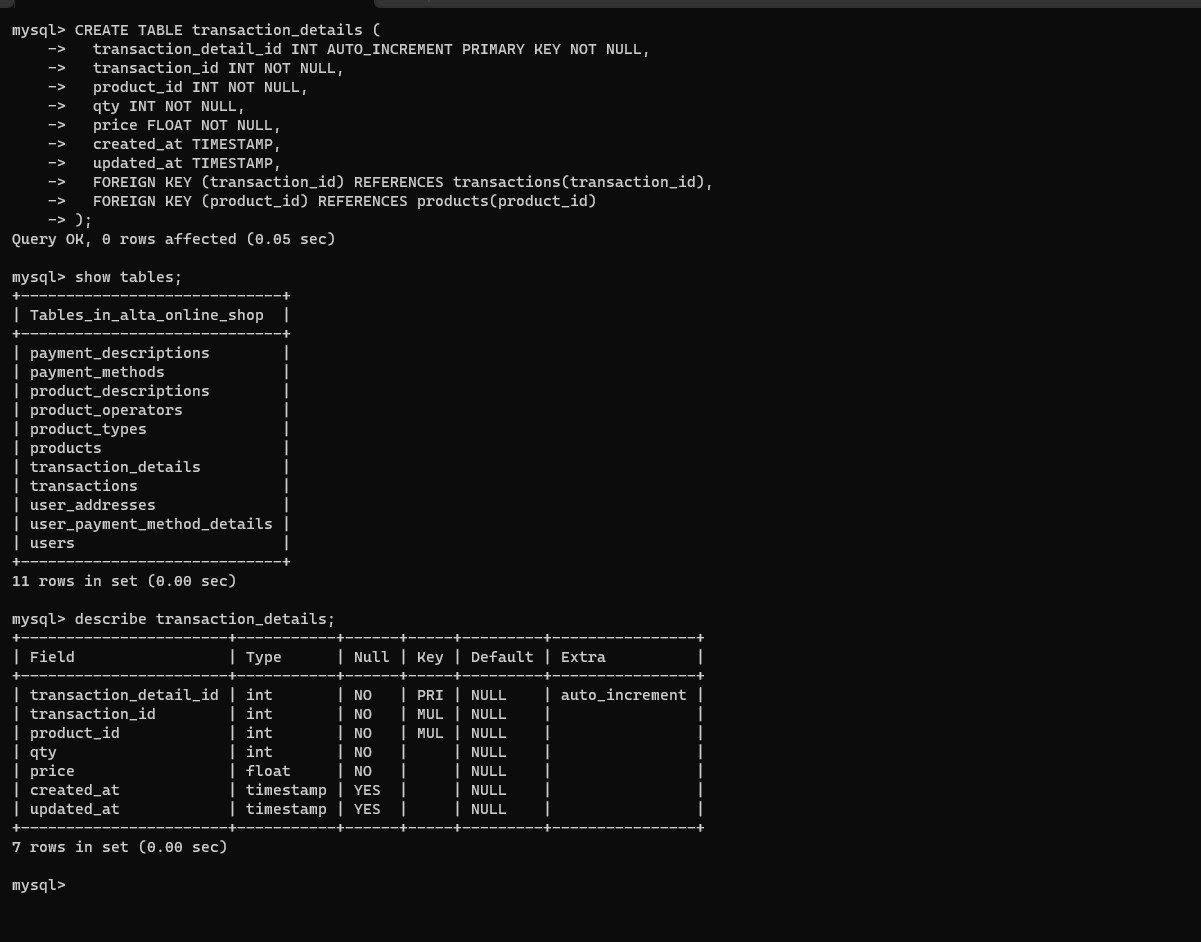 mysql> CREATE TABLE transaction_details (
    ->   transaction_detail_id INT AUTO_INCREMENT PRIMARY KEY NOT NULL,
    ->   transaction_id INT NOT NULL,
    ->   product_id INT NOT NULL,
    ->   qty INT NOT NULL,
    ->   price FLOAT NOT NULL,
    ->   created_at TIMESTAMP,
    ->   updated_at TIMESTAMP,
    ->   FOREIGN KEY (transaction_id) REFERENCES transactions(transaction_id),
    ->   FOREIGN KEY (product_id) REFERENCES products(product_id)
    -> );
Query OK, 0 rows affected (0.05 sec)

mysql> show tables;
+-----------------------------+
| Tables_in_alta_online_shop  |
+-----------------------------+
| payment_descriptions        |
| payment_methods             |
| product_descriptions        |
| product_operators           |
| product_types               |
| products                    |
| transaction_details         |
| transactions                |
| user_addresses              |
| user_payment_method_details |
| users                       |
+-----------------------------+
11 rows in set (0.00 sec)

mysql> describe transaction_details;
+-----------------------+-----------+------+-----+---------+----------------+
| Field                 | Type      | Null | Key | Default | Extra          |
+-----------------------+-----------+------+-----+---------+----------------+
| transaction_detail_id | int       | NO   | PRI | NULL    | auto_increment |
| transaction_id        | int       | NO   | MUL | NULL    |                |
| product_id            | int       | NO   | MUL | NULL    |                |
| qty                   | int       | NO   |     | NULL    |                |
| price                 | float     | NO   |     | NULL    |                |
| created_at            | timestamp | YES  |     | NULL    |                |
| updated_at            | timestamp | YES  |     | NULL    |                |
+-----------------------+-----------+------+-----+---------+----------------+
7 rows in set (0.00 sec)

mysql>